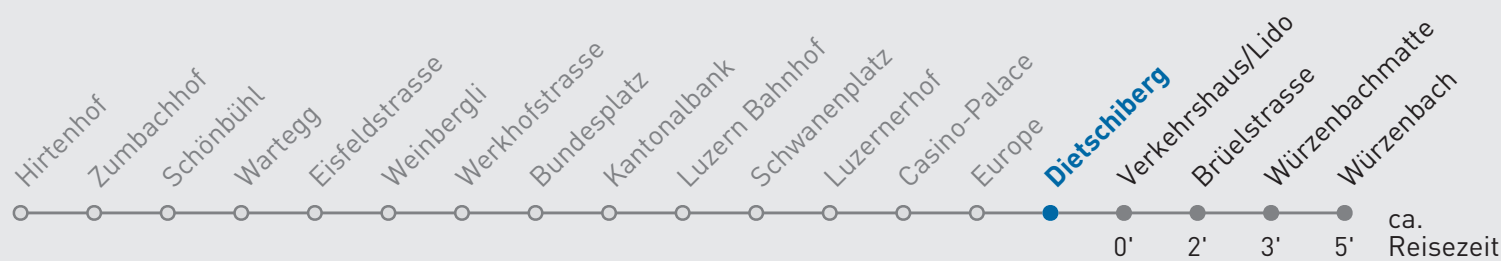 Hirtenhof
Zumbachhof
Schönbühl
Wartegg
Eisfeldstrasse
Weinbergli
Werkhofstrasse
Bundesplatz
Kantonalbank
Luzern Bahnhof
Schwanenplatz
Luzernerhof
Casino-Palace
Europe
Dietschiberg
Verkehrshaus/Lido
Brüelstrasse
Würzenbachmatte
Würzenbach
0' 2' 3' 5'
ca.
Reisezeit